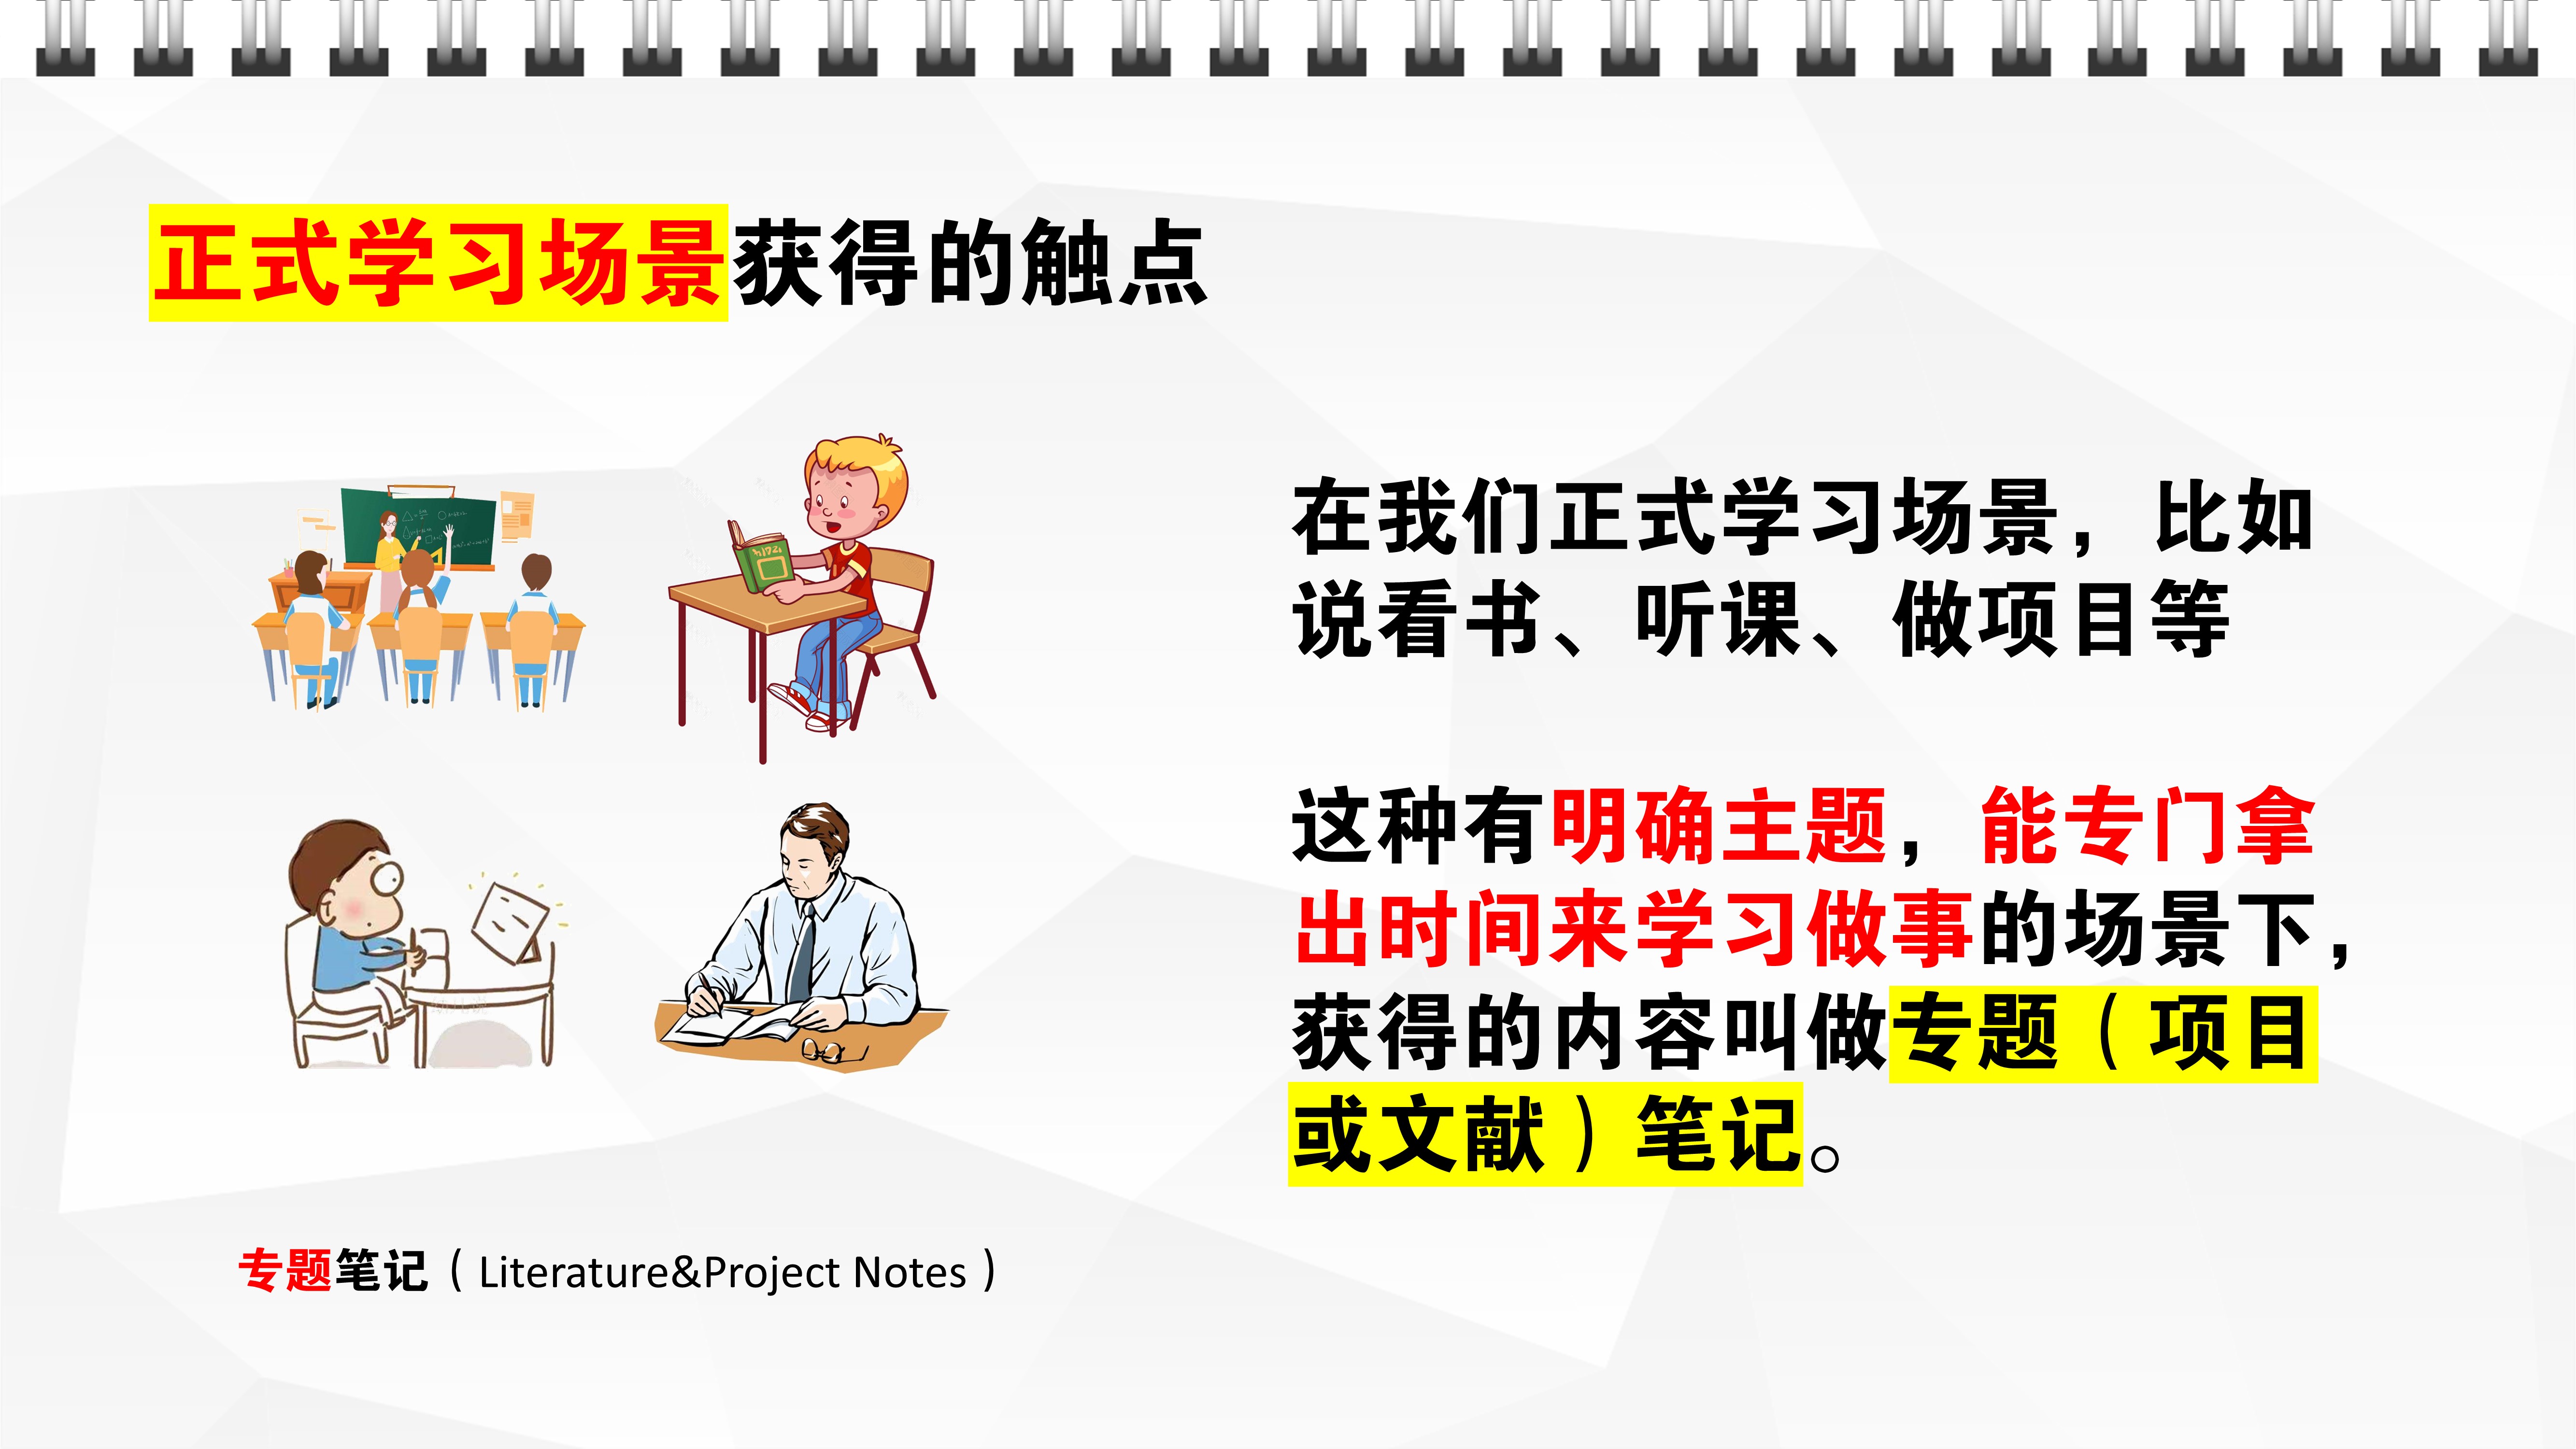 正式学习场景获得的触点
在我们正式学习场景，比如
说看书、听课、做项目等
这种有明确主题，能专门拿
出时间来学习做事的场景下，
获得的内容叫做专题（项目
或文献）笔记。
专题笔记（Literature&Project Notes）